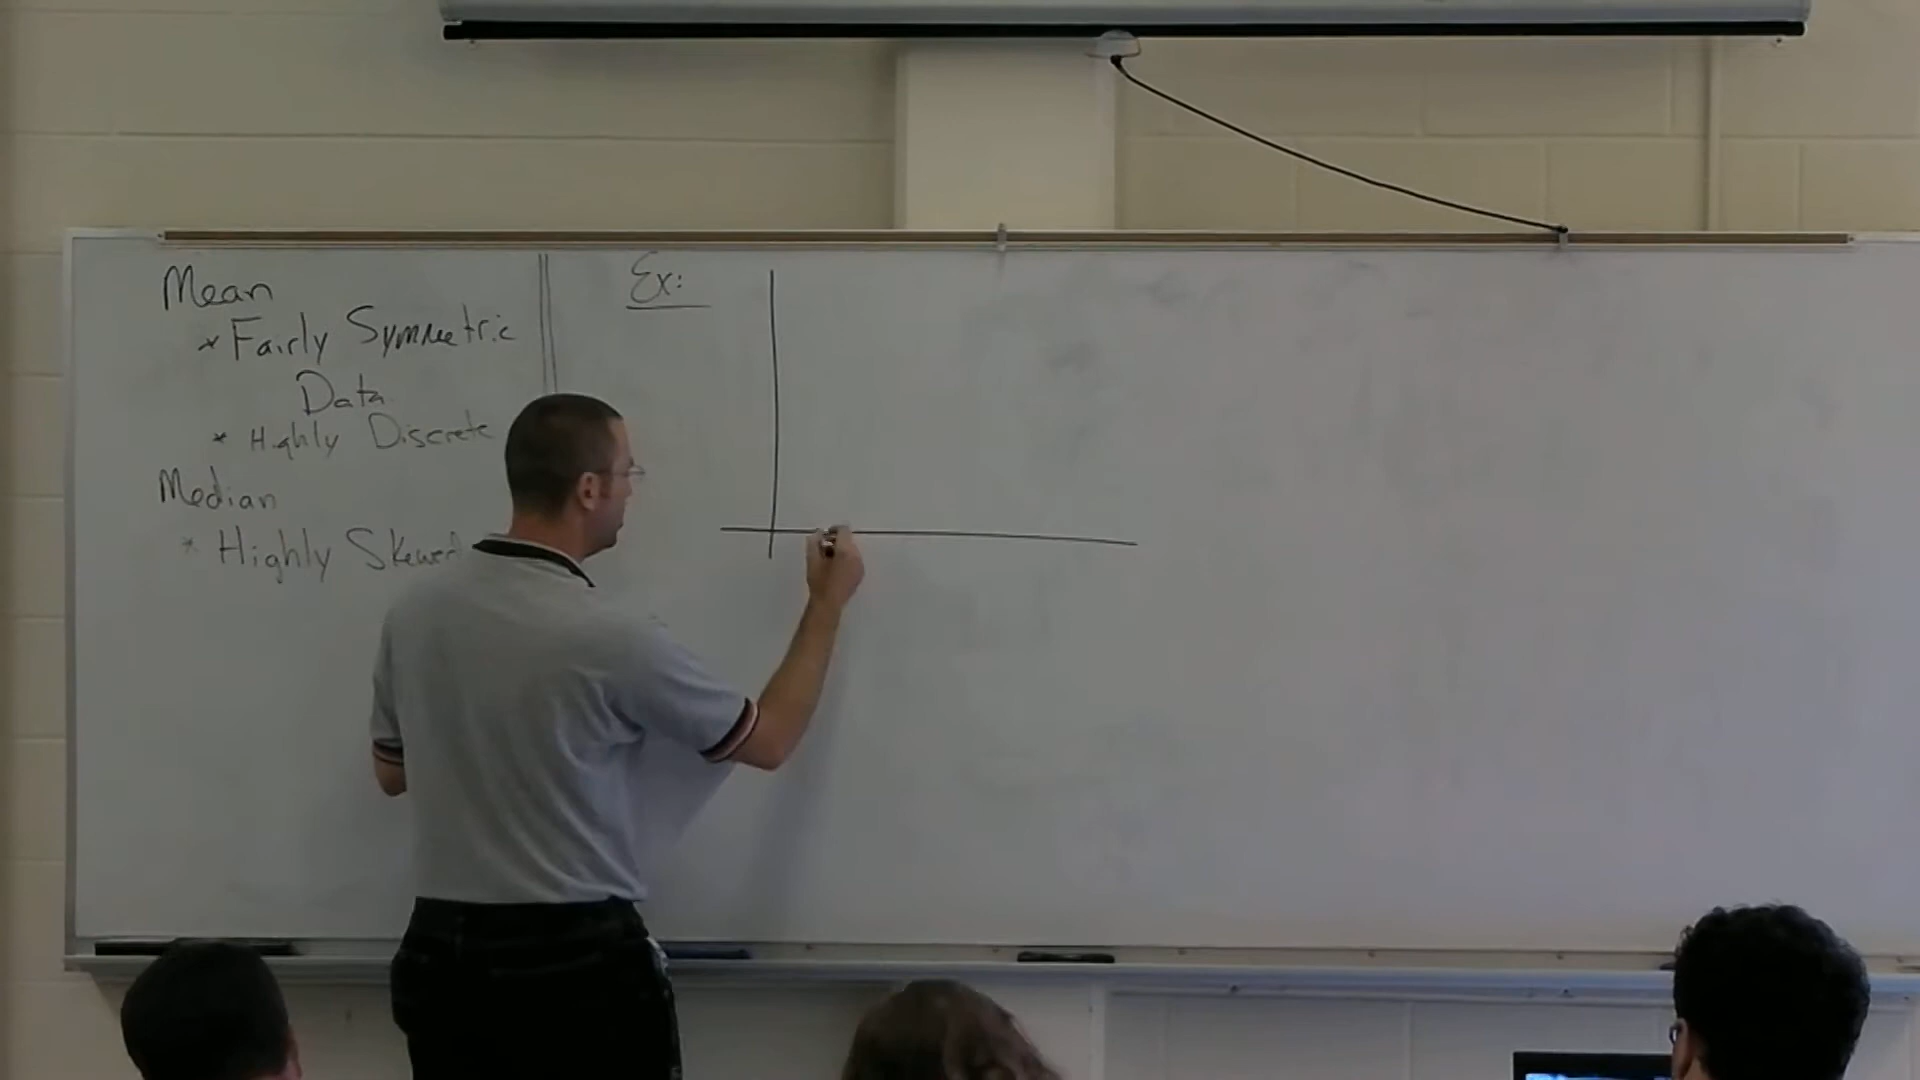 Mean
* Fairly Symmetric
Data
* Highly Discrete
Median
* Highly Skewed
Ex: